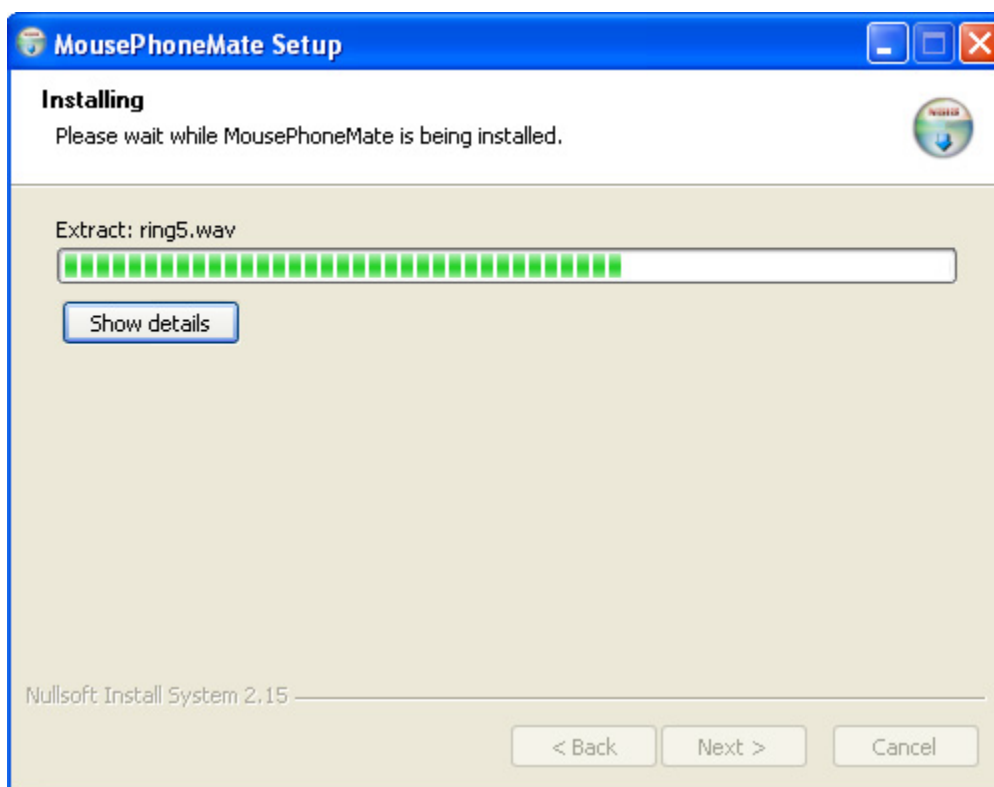 MousePhoneMate Setup
Installing
Please wait while MousePhoneMate is being installed.
Extract: ring5.wav
Show details
Nullsoft Install System 2.15
< Back Next > Cancel